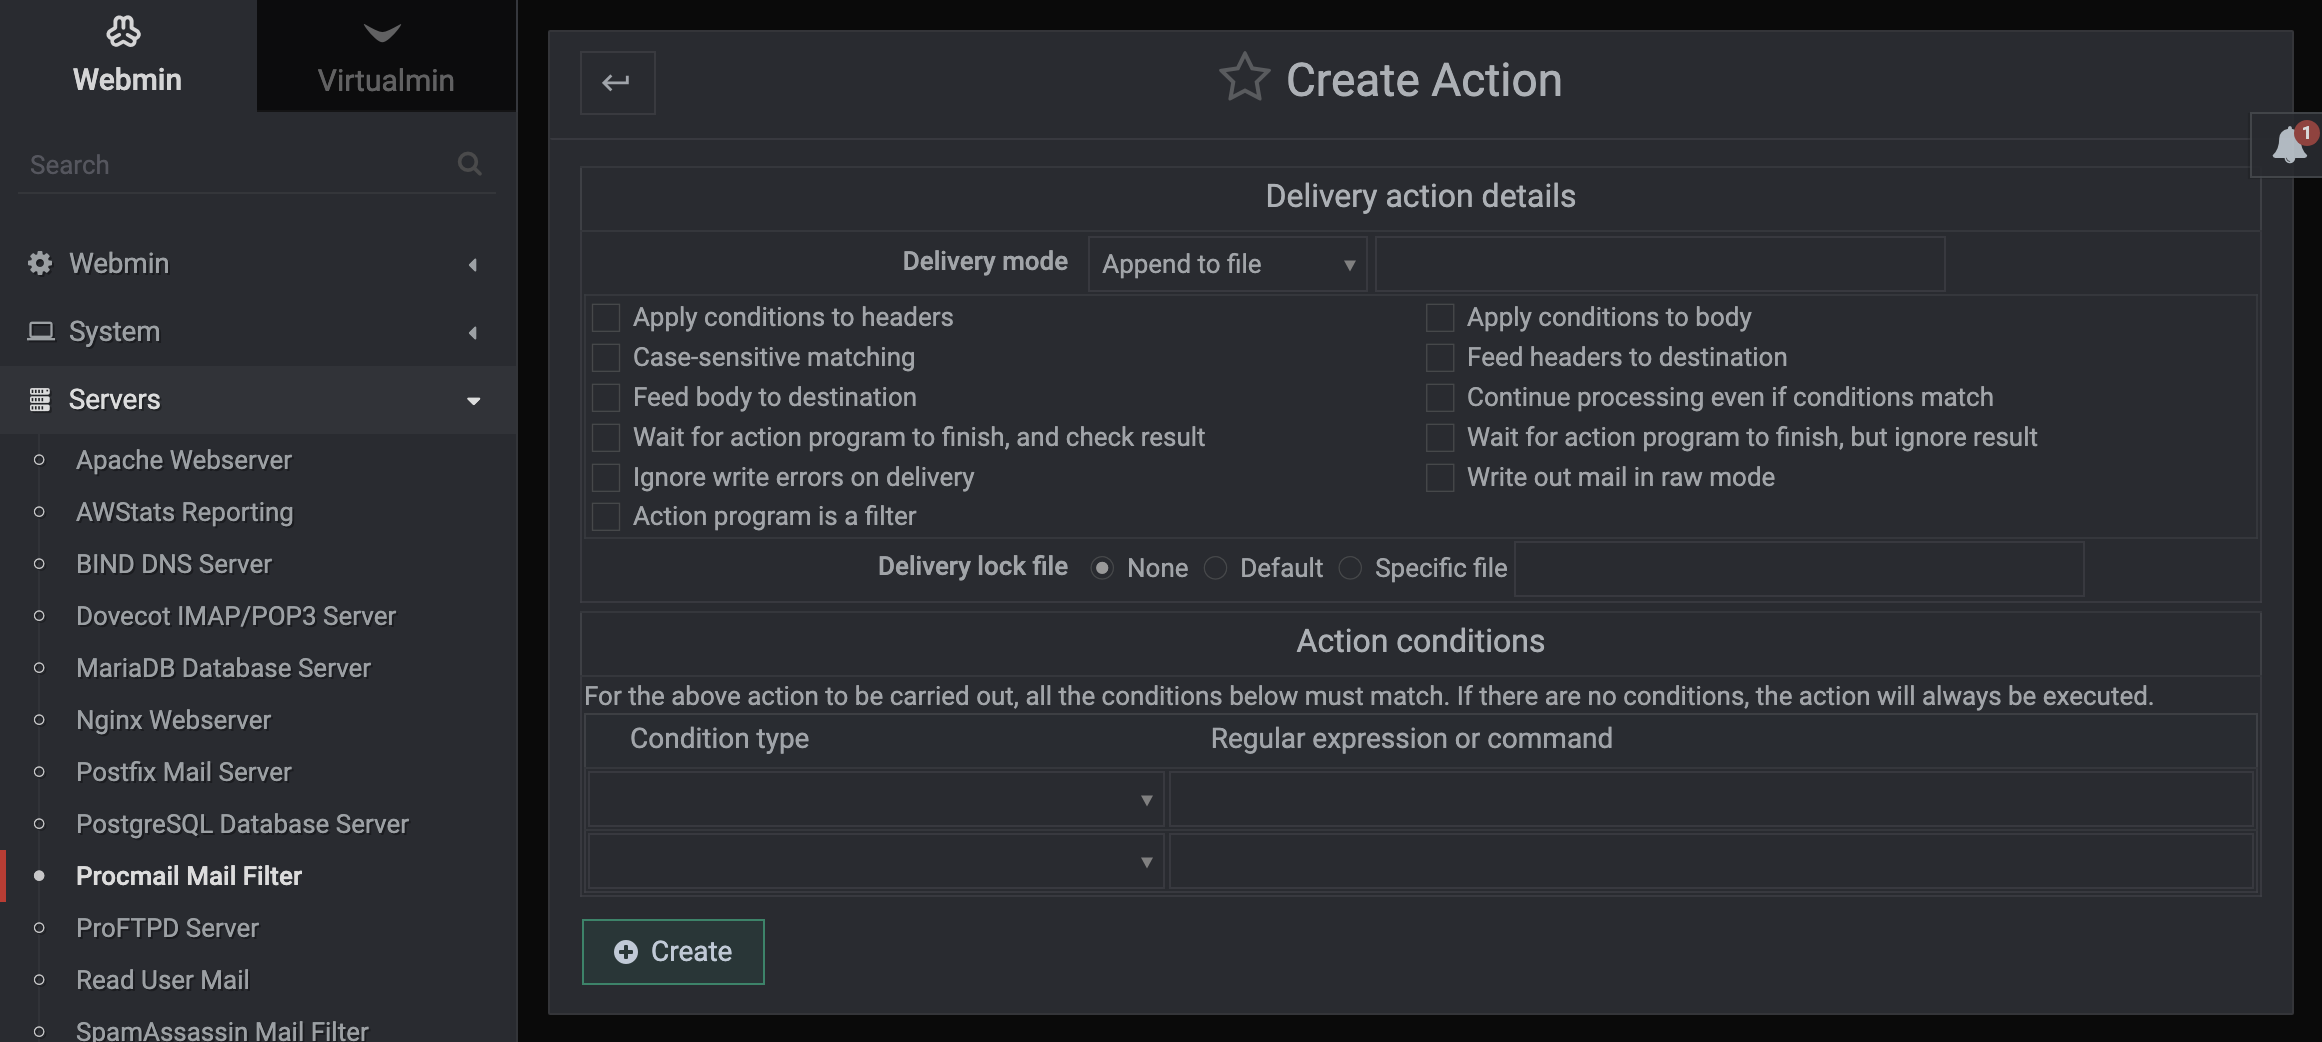 Webmin
Virtualmin
Search
Webmin
System
Servers
Apache Webserver
AWStats Reporting
BIND DNS Server
Dovecot IMAP/POP3 Server
MariaDB Database Server
Nginx Webserver
Postfix Mail Server
PostgreSQL Database Server
Procmail Mail Filter
ProFTPD Server
Read User Mail
SpamAssassin Mail Filter
Create Action
1
Delivery action details
Delivery mode Append to file
Apply conditions to headers Apply conditions to body
Case-sensitive matching Feed headers to destination
Feed body to destination Continue processing even if conditions match
Wait for action program to finish, and check result Wait for action program to finish, but ignore result
Ignore write errors on delivery Write out mail in raw mode
Action program is a filter
Delivery lock file None Default Specific file
Action conditions
For the above action to be carried out, all the conditions below must match. If there are no conditions, the action will always be executed.
Condition type Regular expression or command
Create